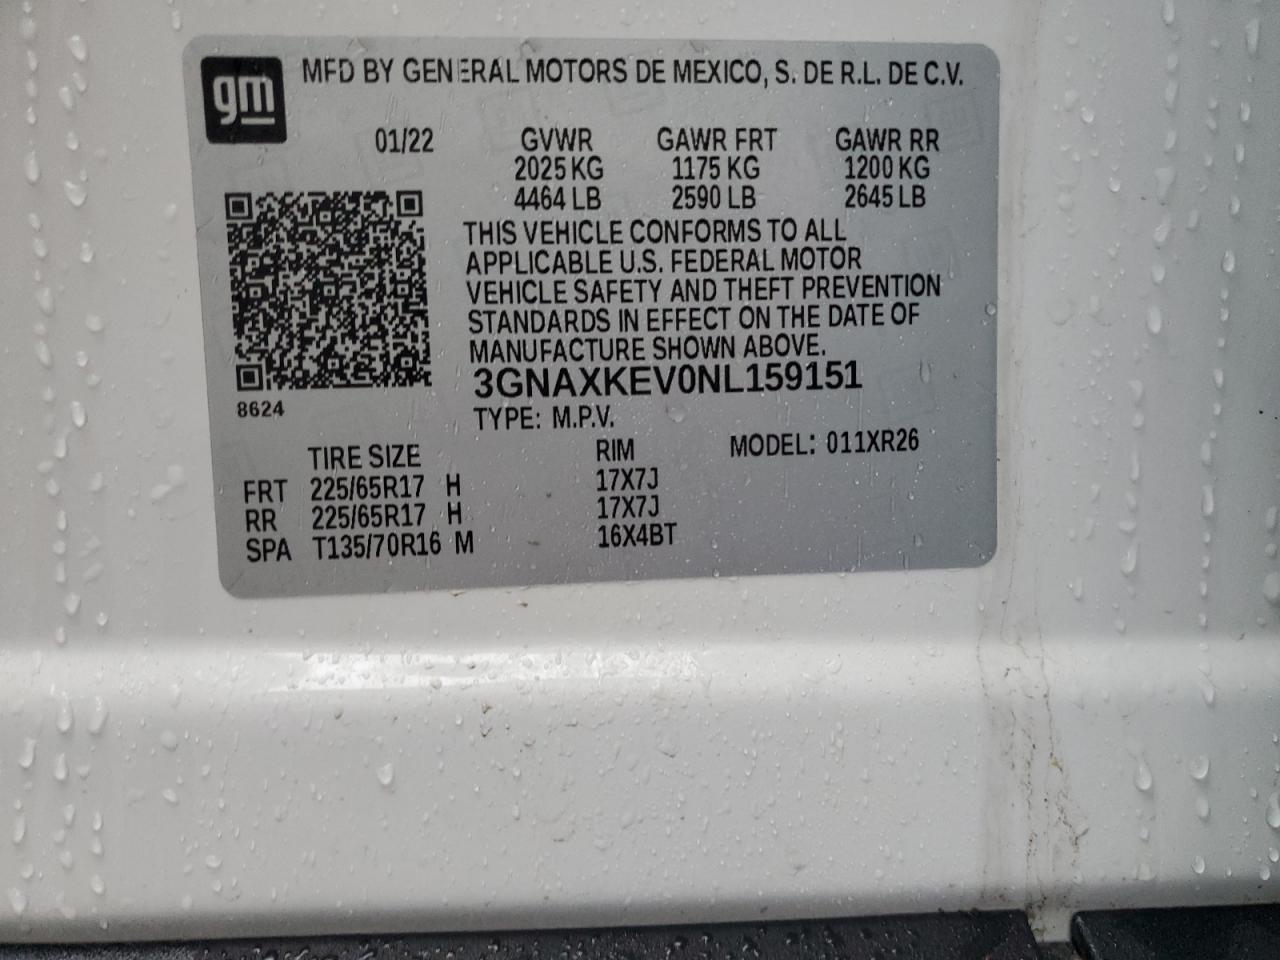 gm MFD BY GENERAL MOTORS DE MEXICO, S. DE R.L. DE C.V.
01/22 GVWR GAWR FRT GAWR RR
2025 KG 1175 KG 1200 KG
4464 LB 2590 LB 2645 LB
THIS VEHICLE CONFORMS TO ALL
APPLICABLE U.S. FEDERAL MOTOR
VEHICLE SAFETY AND THEFT PREVENTION
STANDARDS IN EFFECT ON THE DATE OF
MANUFACTURE SHOWN ABOVE.
3GNAXKEV0NL159151
8624
TYPE: M.P.V.
TIRE SIZE RIM MODEL: 011XR26
FRT 225/65R17 H 17X7J
RR 225/65R17 H 17X7J
SPA T135/70R16 M 16X4BT